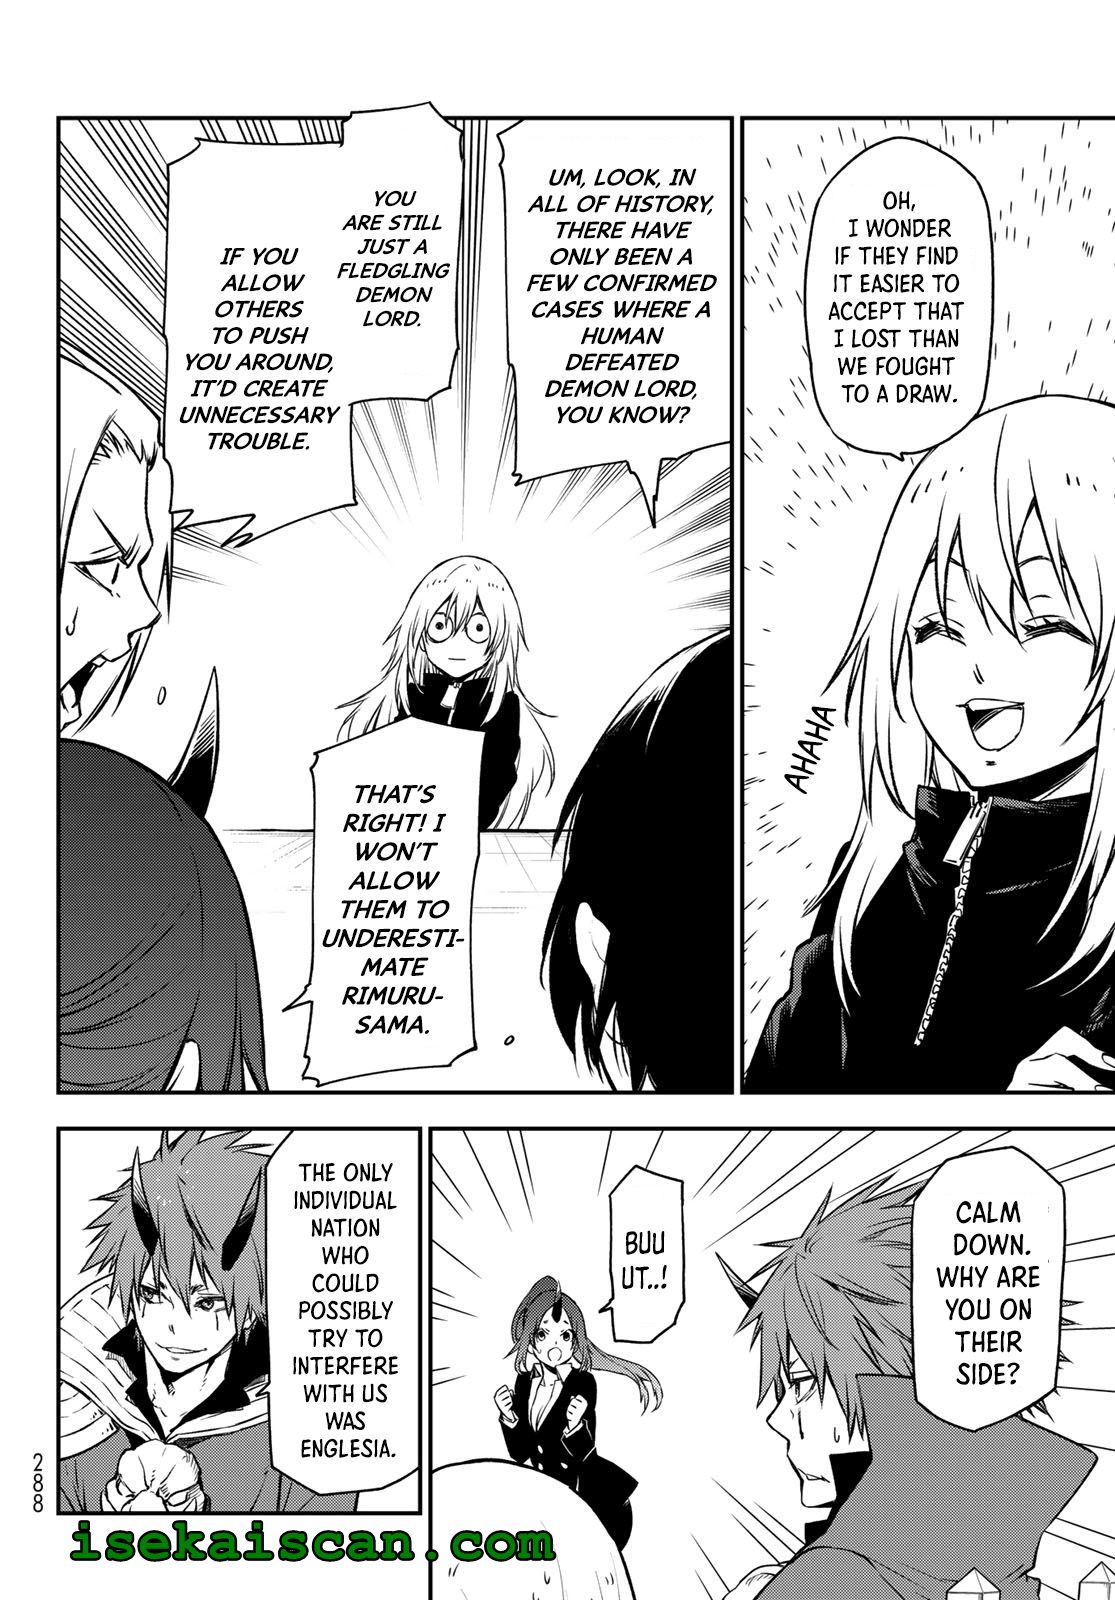 OH,
I WONDER
IF THEY FIND
IT EASIER TO
ACCEPT THAT
I LOST THAN
WE FOUGHT
TO A DRAW.
AHAHA
UM, LOOK, IN
ALL OF HISTORY,
THERE HAVE
ONLY BEEN A
FEW CONFIRMED
CASES WHERE A
HUMAN
DEFEATED
DEMON LORD,
YOU KNOW?
YOU
ARE STILL
JUST A
FLEDGLING
DEMON
LORD.
IF YOU
ALLOW
OTHERS
TO PUSH
YOU AROUND,
IT'D CREATE
UNNECESSARY
TROUBLE.
THAT'S
RIGHT! I
WON'T
ALLOW
THEM TO
UNDERESTI-
MATE
RIMURU-
SAMA.
CALM
DOWN.
WHY ARE
YOU ON
THEIR
SIDE?
BUU
UT..!
THE ONLY
INDIVIDUAL
NATION
WHO
COULD
POSSIBLY
TRY TO
INTERFERE
WITH US
WAS
ENGLESIA.
288
isekaiscan.com